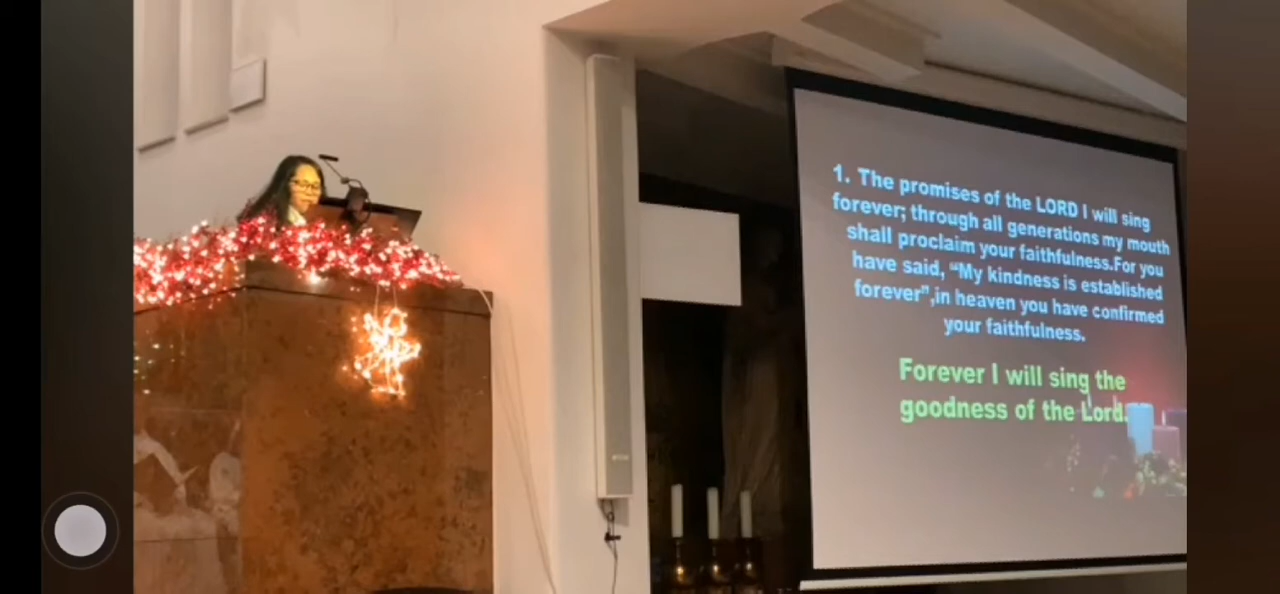 1. The promises of the LORD I will sing
forever; through all generations my mouth
shall proclaim your faithfulness.For you
have said, “My kindness is established
forever”,in heaven you have confirmed
your faithfulness.
Forever I will sing the
goodness of the Lord.